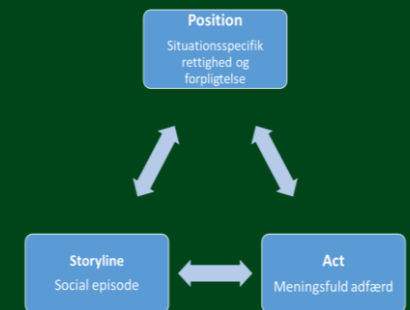 Position
Situationsspecifik
rettighed og
forpligtelse
Storyline
Social episode
Act
Meningsfuld adfærd